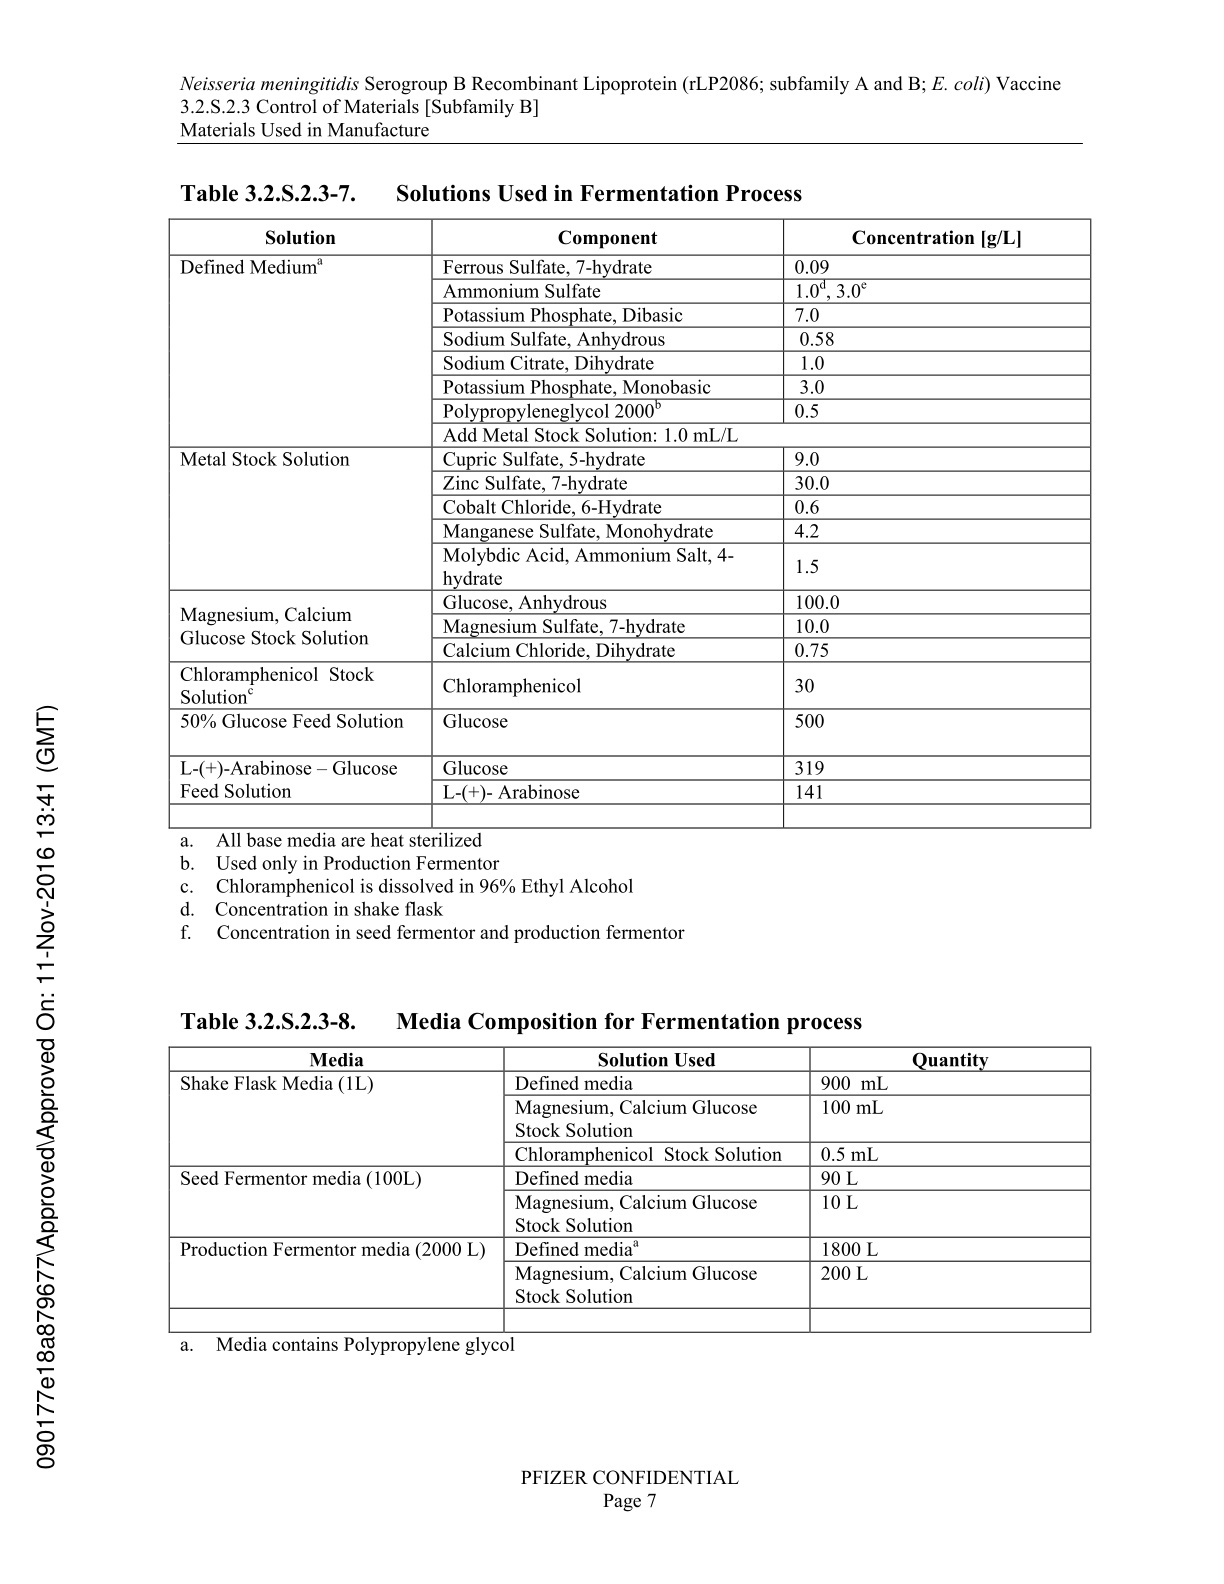 Neisseria meningitidis Serogroup B Recombinant Lipoprotein (rLP2086; subfamily A and B; E. coli) Vaccine
3.2.S.2.3 Control of Materials [Subfamily B]
Materials Used in Manufacture
Table 3.2.S.2.3-7. Solutions Used in Fermentation Process
Solution Component Concentration [g/L]
Defined Mediumᵃ Ferrous Sulfate, 7-hydrate 0.09
Ammonium Sulfate 1.0ᵈ, 3.0ᵉ
Potassium Phosphate, Dibasic 7.0
Sodium Sulfate, Anhydrous 0.58
Sodium Citrate, Dihydrate 1.0
Potassium Phosphate, Monobasic 3.0
Polypropyleneglycol 2000ᵇ 0.5
Add Metal Stock Solution: 1.0 mL/L
Metal Stock Solution Cupric Sulfate, 5-hydrate 9.0
Zinc Sulfate, 7-hydrate 30.0
Cobalt Chloride, 6-Hydrate 0.6
Manganese Sulfate, Monohydrate 4.2
Molybdic Acid, Ammonium Salt, 4-
hydrate 1.5
Magnesium, Calcium
Glucose Stock Solution
Glucose, Anhydrous 100.0
Magnesium Sulfate, 7-hydrate 10.0
Calcium Chloride, Dihydrate 0.75
Chloramphenicol Stock
Solutionᶜ
Chloramphenicol 30
50% Glucose Feed Solution Glucose 500
L-(+)-Arabinose – Glucose
Feed Solution
Glucose 319
L-(+)- Arabinose 141
a. All base media are heat sterilized
b. Used only in Production Fermentor
c. Chloramphenicol is dissolved in 96% Ethyl Alcohol
d. Concentration in shake flask
f. Concentration in seed fermentor and production fermentor
Table 3.2.S.2.3-8. Media Composition for Fermentation process
Media Solution Used Quantity
Shake Flask Media (1L) Defined media 900 mL
Magnesium, Calcium Glucose 100 mL
Stock Solution
Chloramphenicol Stock Solution 0.5 mL
Seed Fermentor media (100L) Defined media 90 L
Magnesium, Calcium Glucose 10 L
Stock Solution
Production Fermentor media (2000 L) Defined mediaᵃ 1800 L
Magnesium, Calcium Glucose 200 L
Stock Solution
a. Media contains Polypropylene glycol
PFIZER CONFIDENTIAL
Page 7
090177e18a879677\Approved\Approved On: 11-Nov-2016 13:41 (GMT)